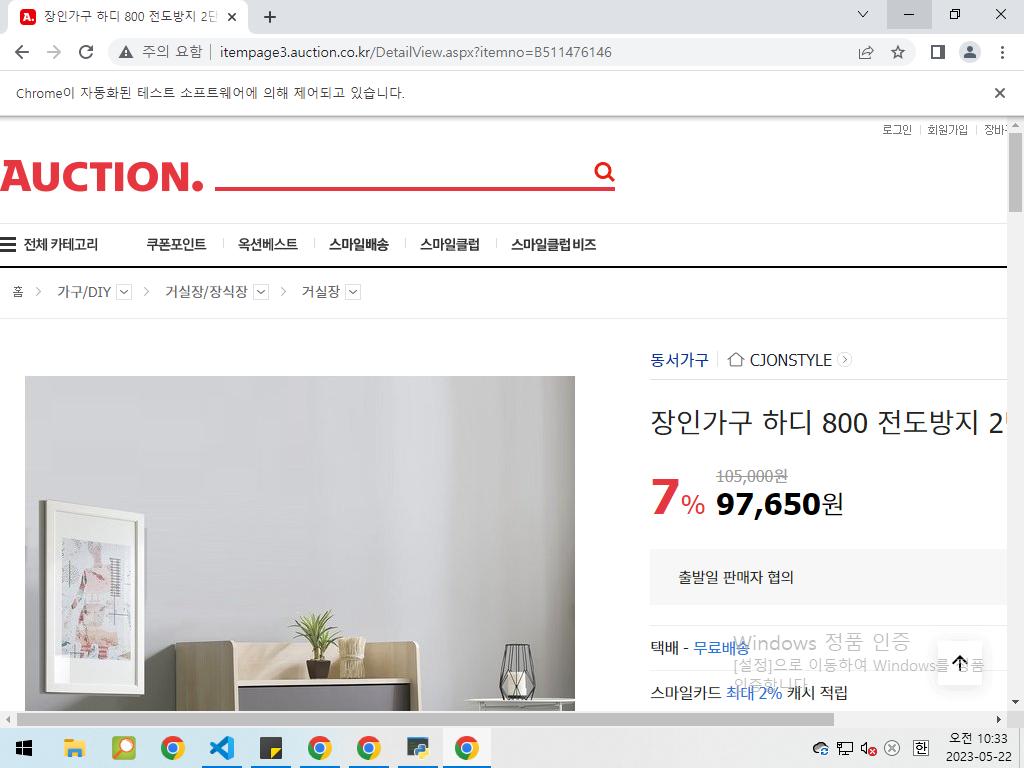 장인가구 하디 800 전도방지 2단
주의 요함
itempage3.auction.co.kr/DetailView.aspx?itemno=B511476146
Chrome이 자동화된 테스트 소프트웨어에 의해 제어되고 있습니다.
로그인 회원가입 장바
AUCTION.
전체 카테고리 쿠폰포인트 옥션베스트 스마일배송 스마일클럽 스마일클럽 비즈
홈 가구/DIY 거실장/장식장 거실장
동서가구 CJONSTYLE
장인가구 하디 800 전도방지 2
105,000원
7% 97,650원
출발일 판매자 협의
택배 - 무료배송
Windows 정품 인증
[설정]으로 이동하여 Windows를 정품
인증합니다.
스마일카드 최대 2% 캐시 적립
한
오전 10:33
2023-05-22